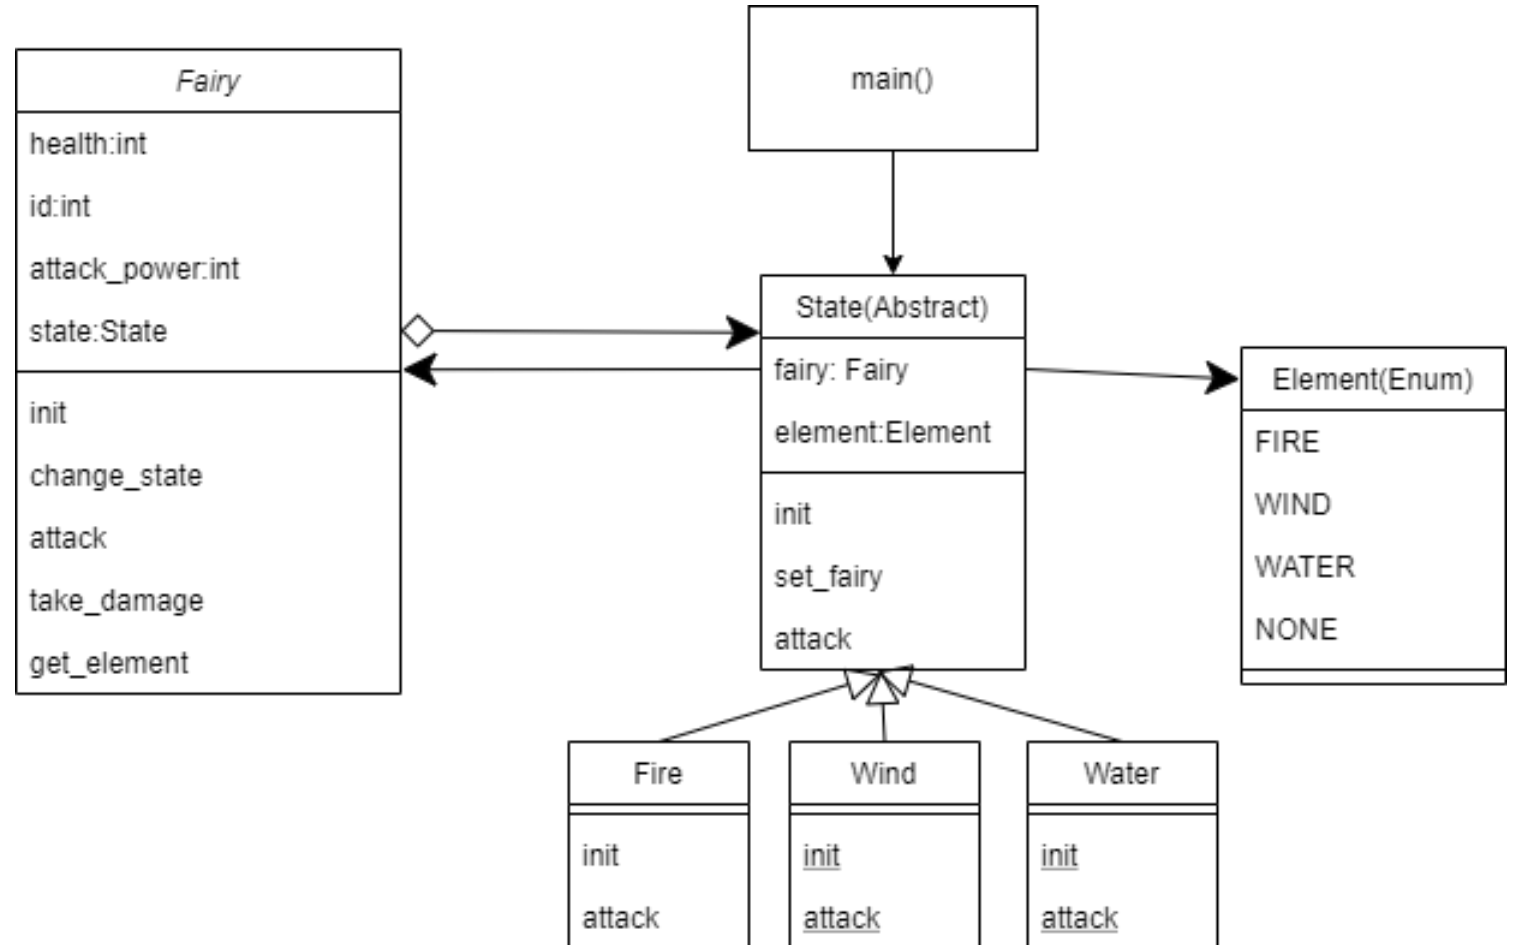 Fairy
health:int
id:int
attack_power:int
state:State
init
change_state
attack
take_damage
get_element
main()
State(Abstract)
fairy: Fairy
element:Element
init
set_fairy
attack
Element(Enum)
FIRE
WIND
WATER
NONE
Fire
init
attack
Wind
init
attack
Water
init
attack